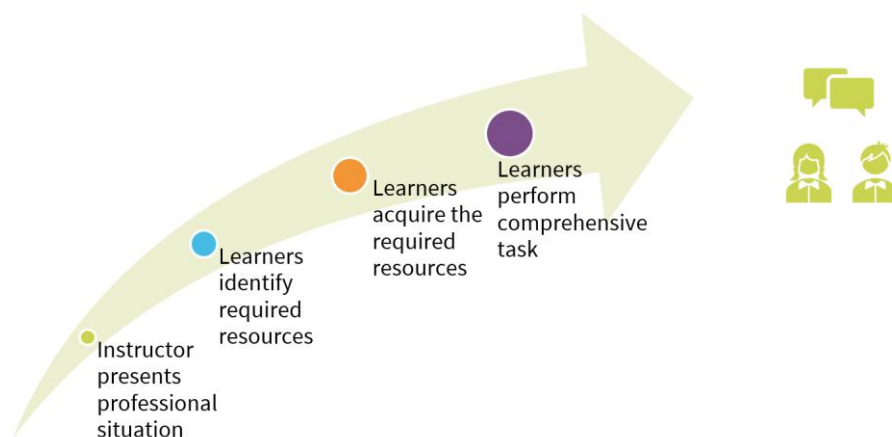 Instructor
presents
professional
situation
Learners
identify
required
resources
Learners
acquire the
required
resources
Learners
perform
comprehensive
task